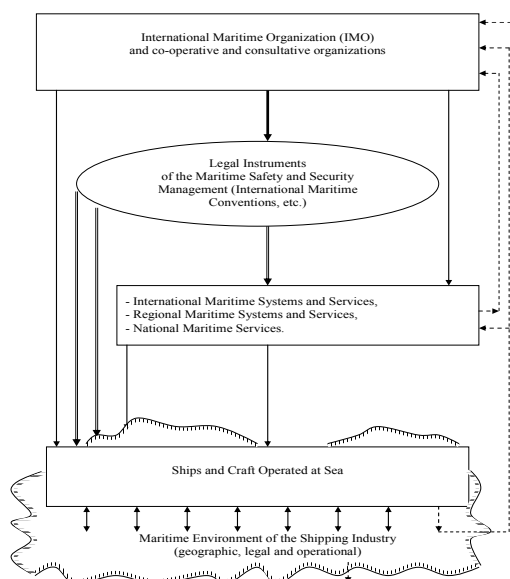 International Maritime Organization (IMO)
and co-operative and consultative organizations
Legal Instruments
of the Maritime Safety and Security
Management (International Maritime
Conventions, etc.)
- International Maritime Systems and Services,
- Regional Maritime Systems and Services,
- National Maritime Services.
Ships and Craft Operated at Sea
Maritime Environment of the Shipping Industry
(geographic, legal and operational)